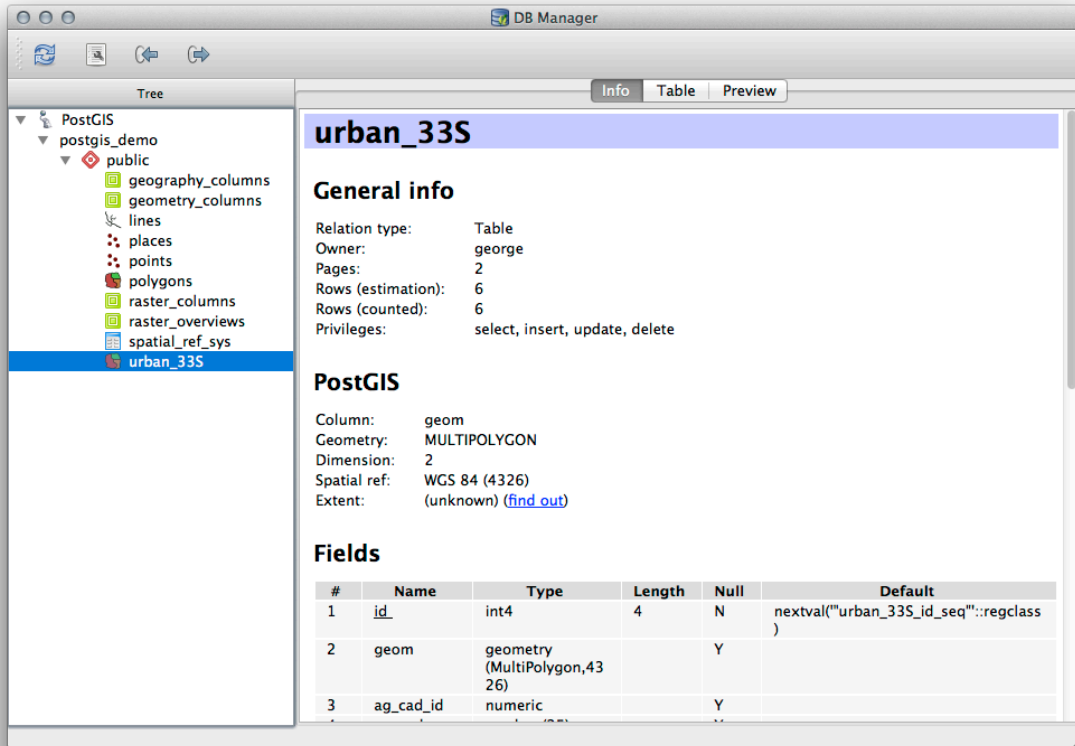 DB Manager
Tree
Info Table Preview
PostGIS
postgis_demo
public
geography_columns
geometry_columns
lines
places
points
polygons
raster_columns
raster_overviews
spatial_ref_sys
urban_33S
urban_33S
General info
Relation type: Table
Owner: george
Pages: 2
Rows (estimation): 6
Rows (counted): 6
Privileges: select, insert, update, delete
PostGIS
Column: geom
Geometry: MULTIPOLYGON
Dimension: 2
Spatial ref: WGS 84 (4326)
Extent: (unknown) (find out)
Fields
# Name Type Length Null Default
1 id int4 4 N nextval('"urban_33S_id_seq"'::regclass
)
2 geom geometry Y
(MultiPolygon,43
26)
3 ag_cad_id numeric Y